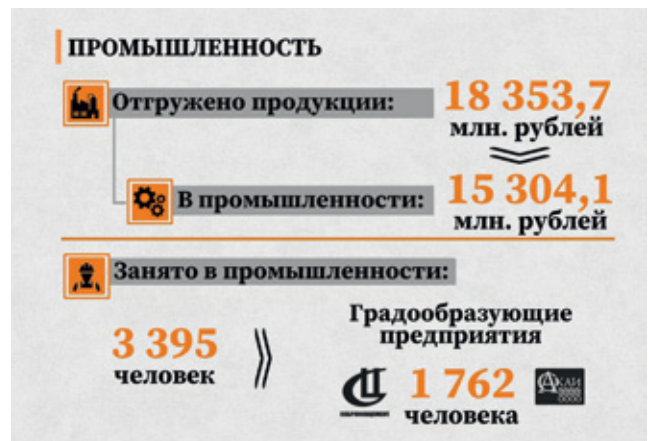 ПРОМЫШЛЕННОСТЬ
Отгружено продукции:
18 353,7
млн. рублей
В промышленности:
15 304,1
млн. рублей
Занято в промышленности:
3 395
человек
Градообразующие
предприятия
1 762
человека